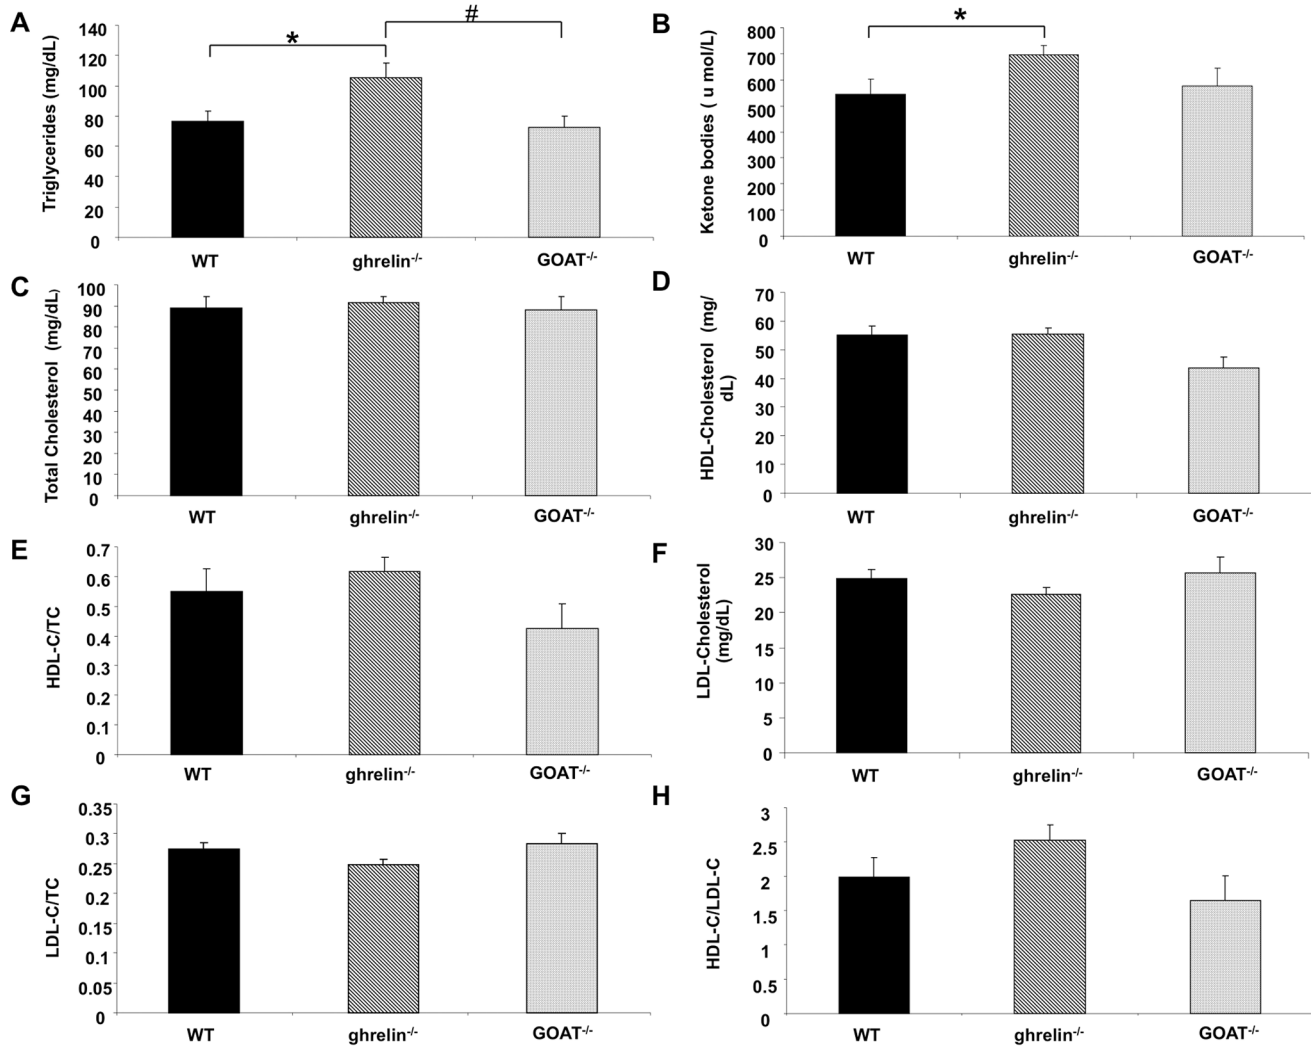 A
Triglycerides (mg/dL)
140
120
100
80
60
40
20
0
*
#
WT
ghrelin-/-
GOAT-/-
B
Ketone bodies ( u mol/L)
800
700
600
500
400
300
200
100
0
*
WT
ghrelin-/-
GOAT-/-
C
Total Cholesterol (mg/dL)
100
90
80
70
60
50
40
30
20
10
0
WT
ghrelin-/-
GOAT-/-
D
HDL-Cholesterol (mg/
dL)
70
60
50
40
30
20
10
0
WT
ghrelin-/-
GOAT-/-
E
HDL-C/TC
0.7
0.6
0.5
0.4
0.3
0.2
0.1
0
WT
ghrelin-/-
GOAT-/-
F
LDL-Cholesterol
(mg/dL)
30
25
20
15
10
5
0
WT
ghrelin-/-
GOAT-/-
G
LDL-C/TC
0.35
0.3
0.25
0.2
0.15
0.1
0.05
0
WT
ghrelin-/-
GOAT-/-
H
HDL-C/LDL-C
3
2.5
2
1.5
1
0.5
0
WT
ghrelin-/-
GOAT-/-